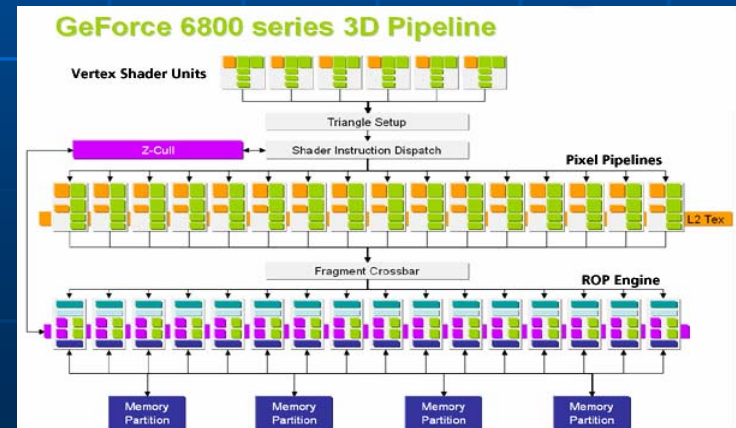 GeForce 6800 series 3D Pipeline
Vertex Shader Units
Triangle Setup
Z-Cull
Shader Instruction Dispatch
Pixel Pipelines
L2 Tex
Fragment Crossbar
ROP Engine
Memory
Partition
Memory
Partition
Memory
Partition
Memory
Partition